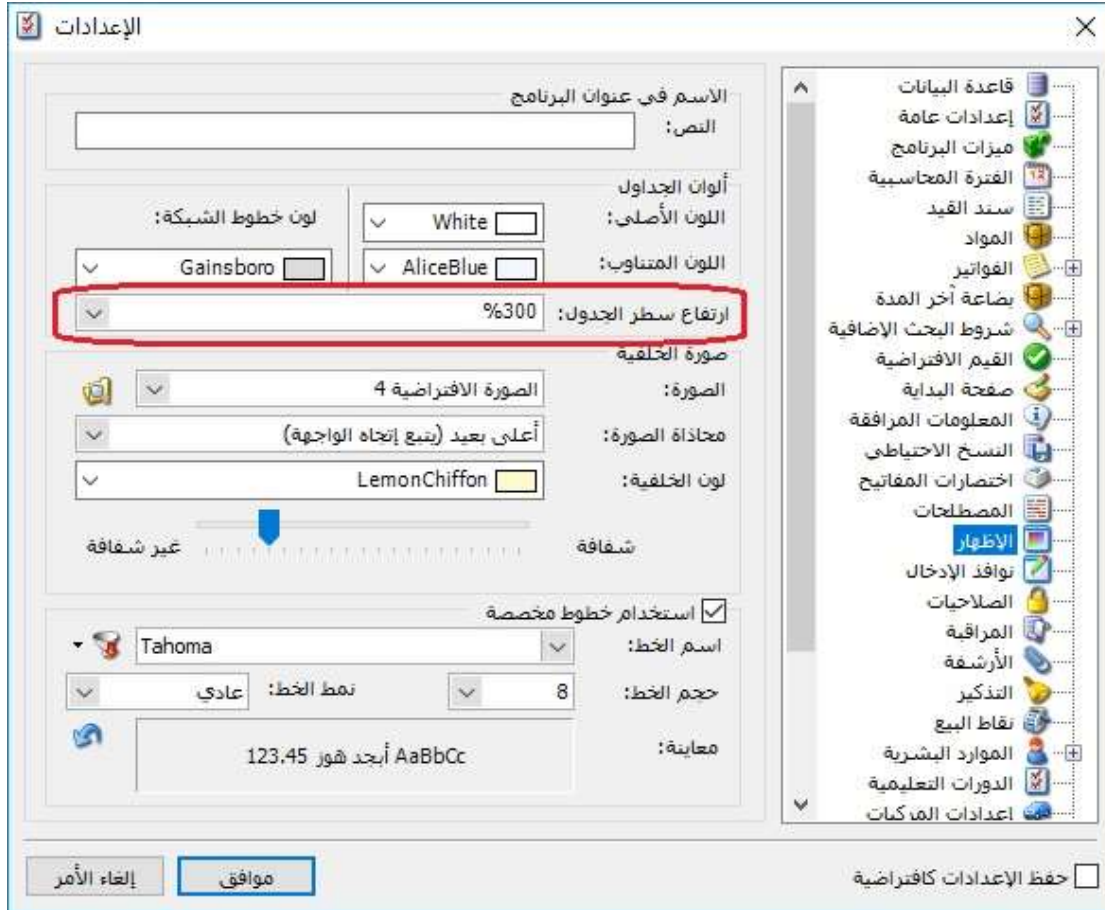 الإعدادات
قاعدة البيانات
إعدادات عامة
ميزات البرنامج
الفترة المحاسبية
سند القيد
المواد
الفواتير
بضاعة آخر المدة
شروط البحث الإضافية
القيم الافتراضية
صفحة البداية
المعلومات المرافقة
النسخ الاحتياطي
اختصارات المفاتيح
المصطلحات
الإظهار
نوافذ الإدخال
الصلاحيات
المراقبة
الأرشفة
التذكير
نقاط البيع
الموارد البشرية
الدورات التعليمية
إعدادات المركبات
الاسم في عنوان البرنامج
النص:
ألوان الجداول
اللون الأصلي: White لون خطوط الشبكة:
اللون المتناوب: AliceBlue Gainsboro
ارتفاع سطر الجدول: %300
صورة الخلفية
الصورة: الصورة الافتراضية 4
محاذاة الصورة: أعلى بعيد (يتبع إتجاه الواجهة)
لون الخلفية: LemonChiffon
شفافة غير شفافة
استخدام خطوط مخصصة
اسم الخط: Tahoma
حجم الخط: 8 نمط الخط: عادي
معاينة: AaBbCc أبجد هوز 123.45
حفظ الإعدادات كافتراضية
موافق إلغاء الأمر